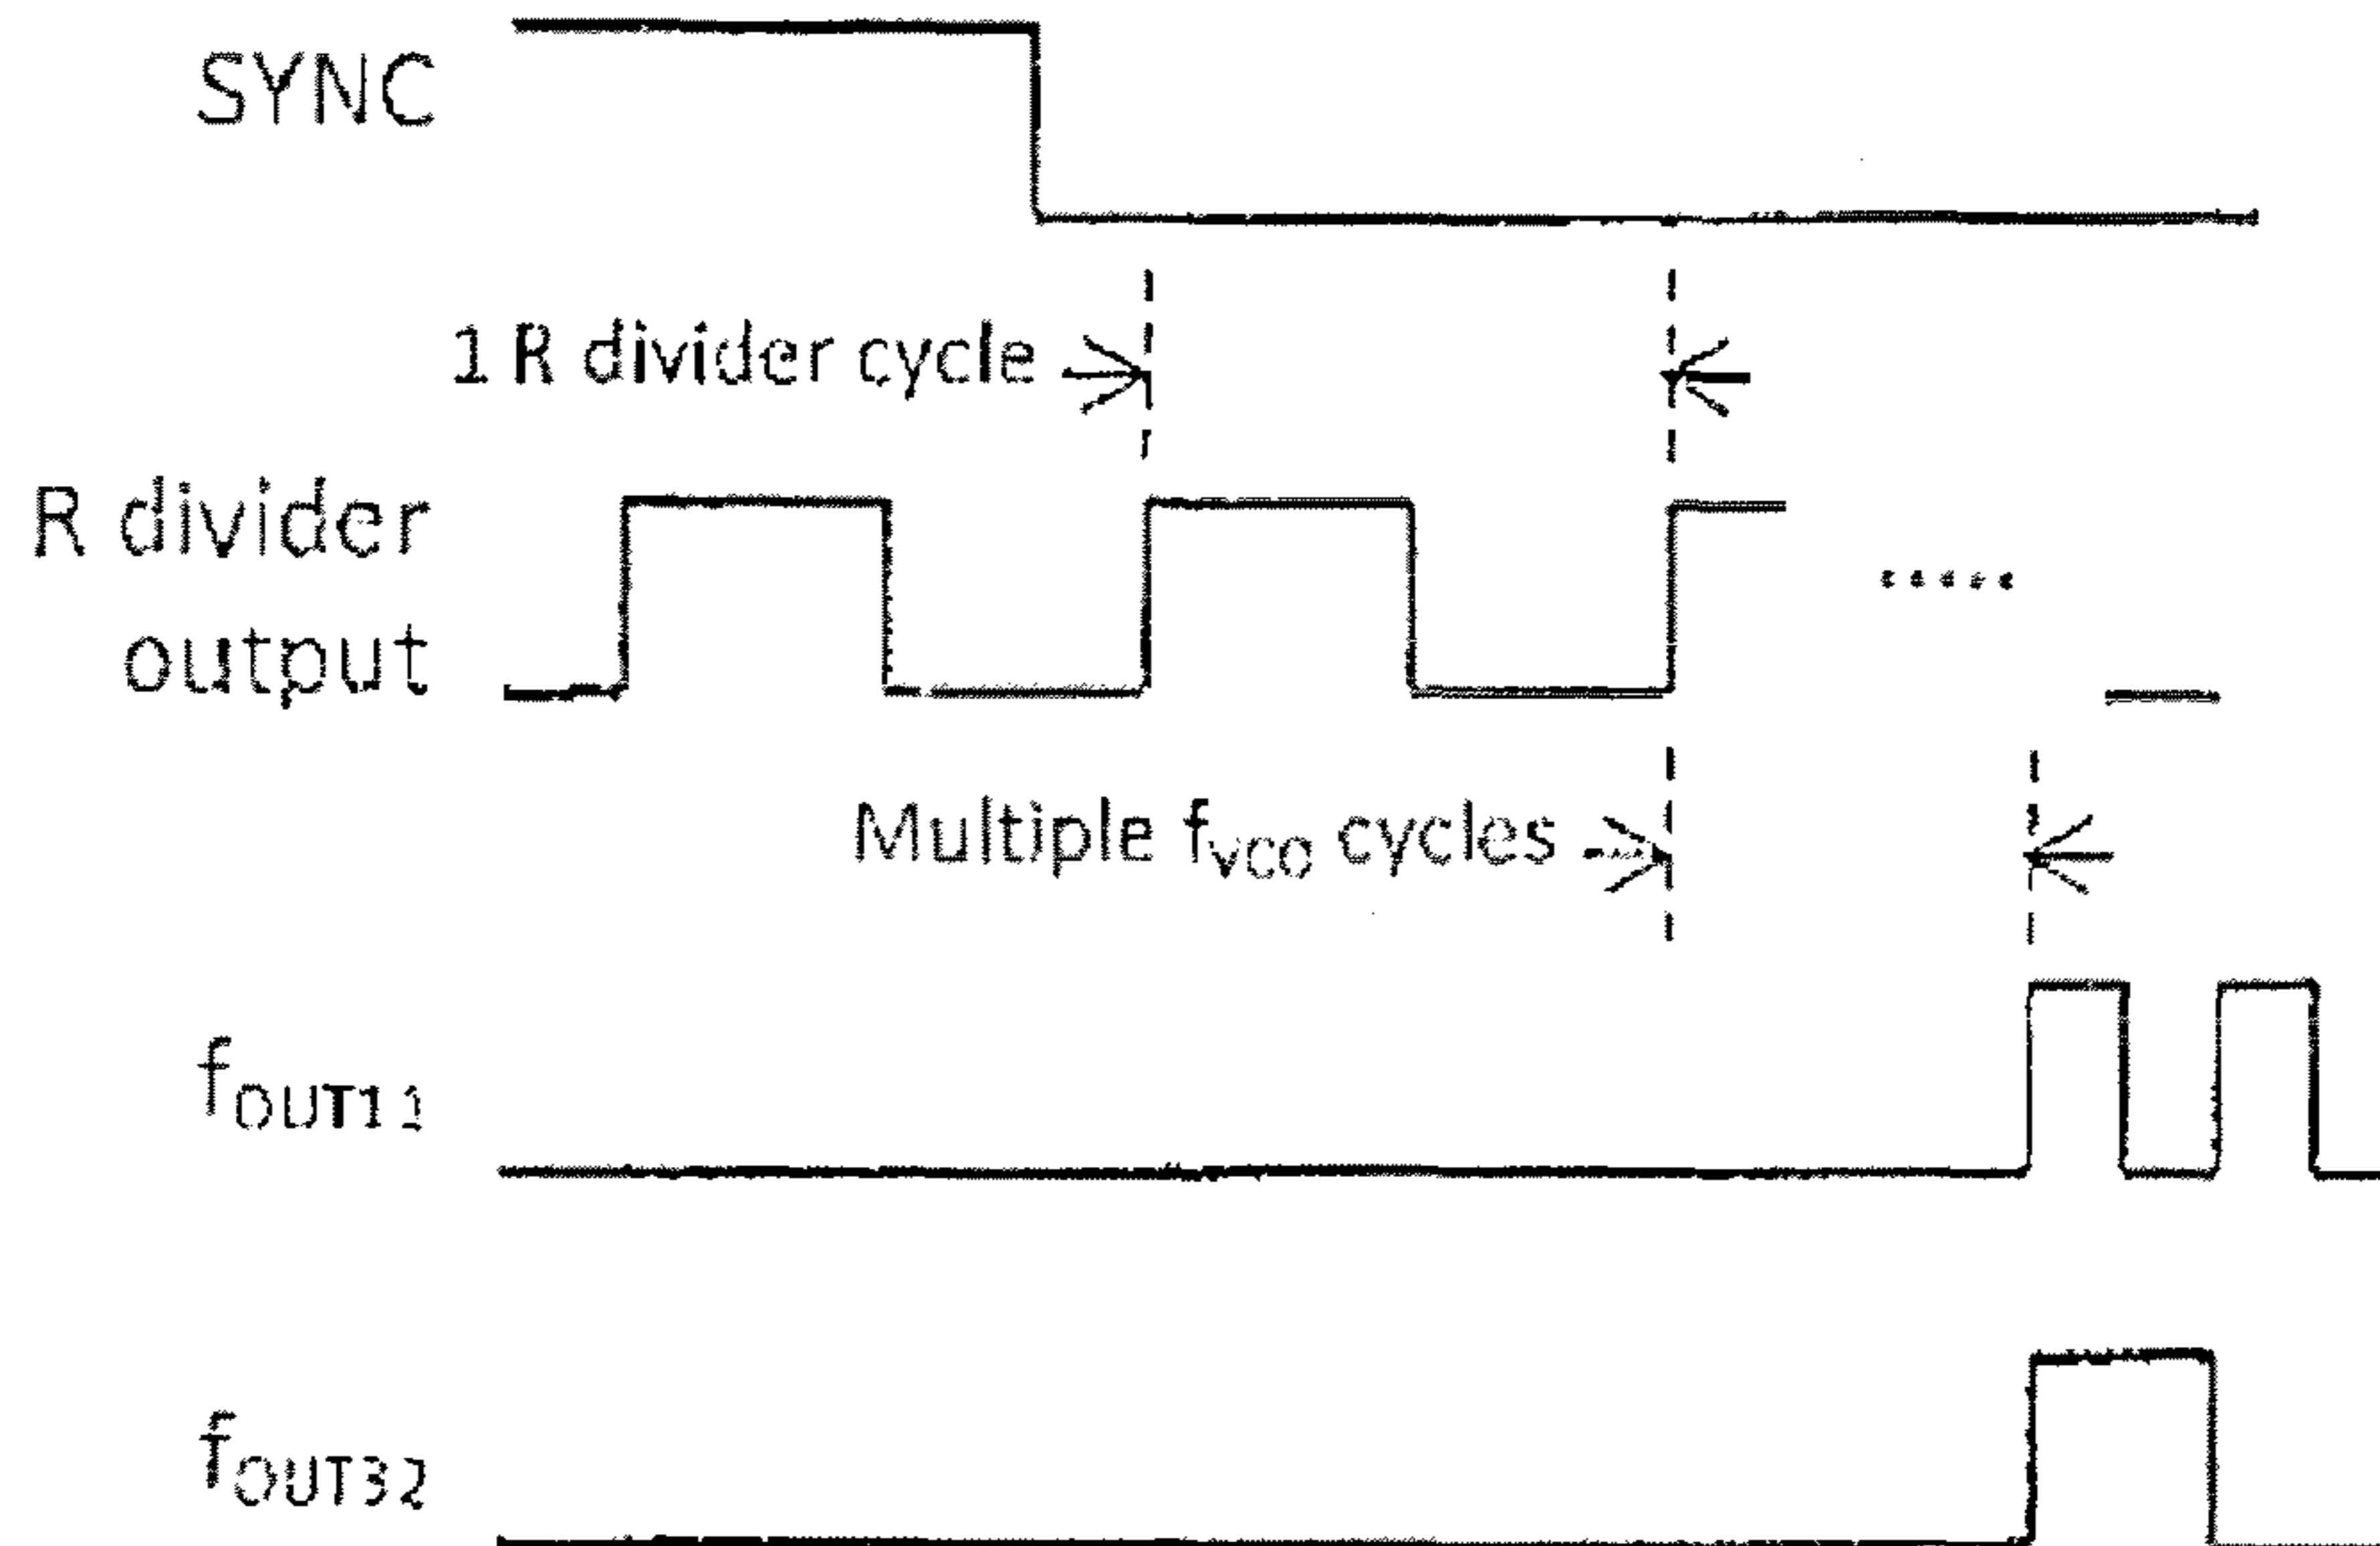 SYNC
1 R divider cycle
R divider
output
.....
Multiple fVCO cycles
fOUT11
fOUT32